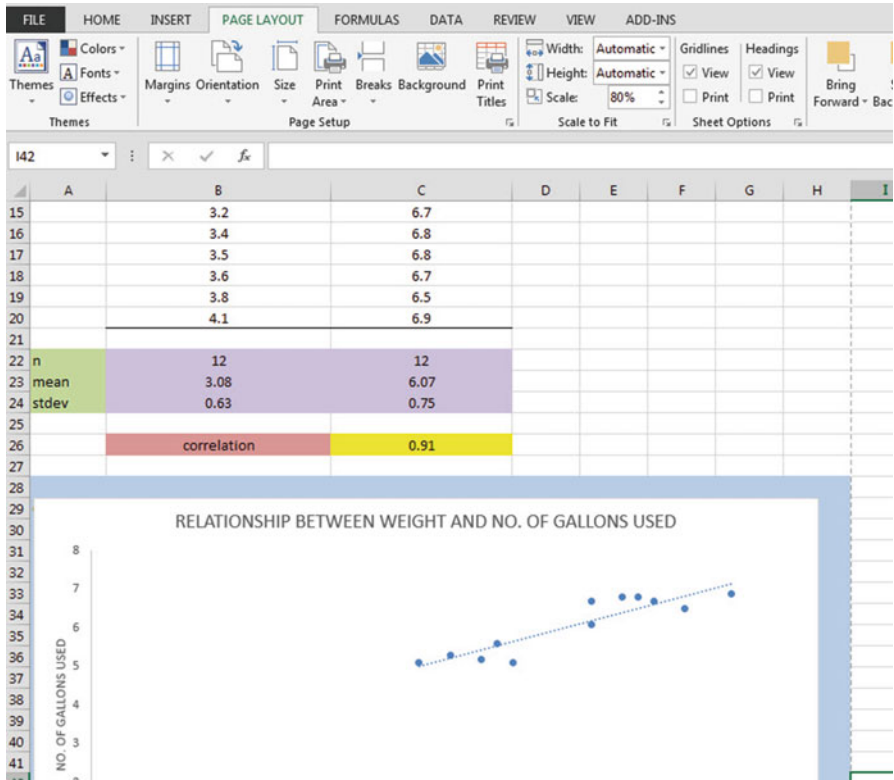 FILE HOME INSERT PAGE LAYOUT FORMULAS DATA REVIEW VIEW ADD-INS
Aa Colors Width: Automatic Gridlines Headings
A Fonts Height: Automatic View View
Themes Effects Margins Orientation Size Print Area Breaks Background Print Titles Scale: 80% Print Print Bring Forward
Themes Page Setup Scale to Fit Sheet Options
I42 fx
A B C D E F G H I
15 3.2 6.7
16 3.4 6.8
17 3.5 6.8
18 3.6 6.7
19 3.8 6.5
20 4.1 6.9
21
22 n 12 12
23 mean 3.08 6.07
24 stdev 0.63 0.75
25
26 correlation 0.91
27
28
29
30 RELATIONSHIP BETWEEN WEIGHT AND NO. OF GALLONS USED
31 8
32
33 7
34
35 6
36
37 5
38 4
39
40 3
41
NO. OF GALLONS USED